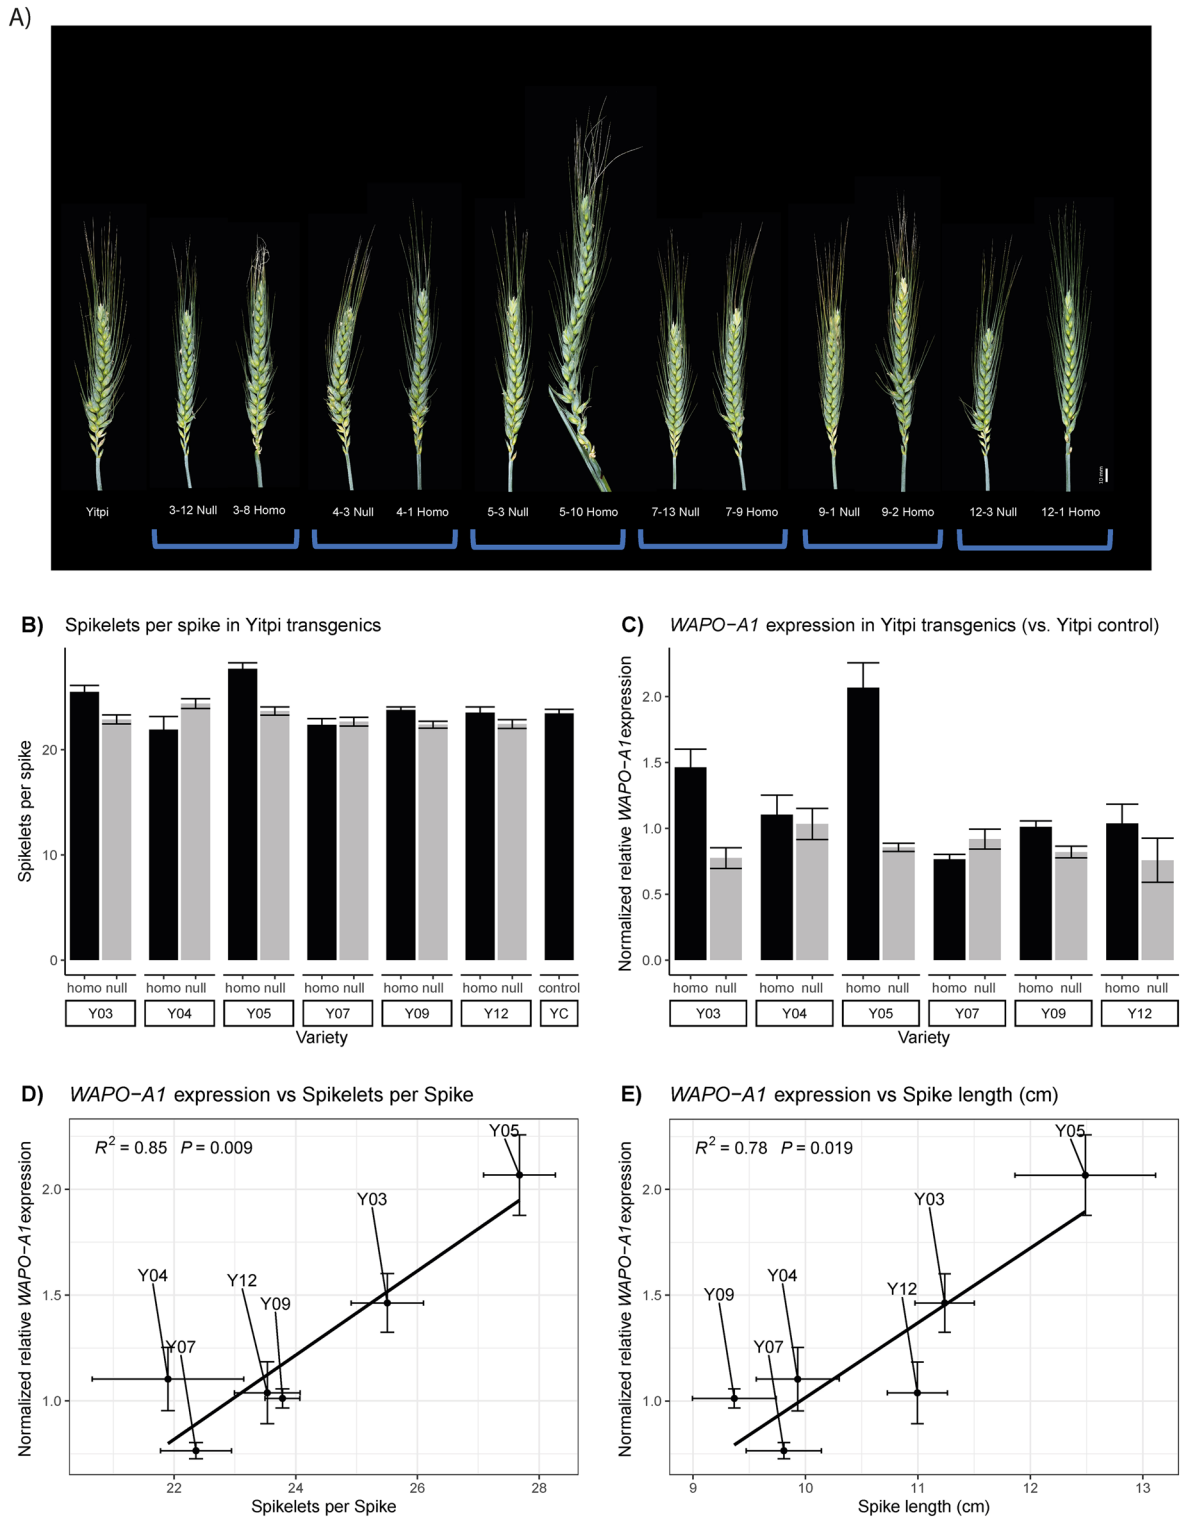 A)
10 mm
Yitpi 3-12 Null 3-8 Homo 4-3 Null 4-1 Homo 5-3 Null 5-10 Homo 7-13 Null 7-9 Homo 9-1 Null 9-2 Homo 12-3 Null 12-1 Homo
B) Spikelets per spike in Yitpi transgenics
Spikelets per spike
20
10
0
homo null homo null homo null homo null homo null homo null control
Y03 Y04 Y05 Y07 Y09 Y12 YC
Variety
C) WAPO−A1 expression in Yitpi transgenics (vs. Yitpi control)
Normalized relative WAPO−A1 expression
2.0
1.5
1.0
0.5
0.0
homo null homo null homo null homo null homo null homo null
Y03 Y04 Y05 Y07 Y09 Y12
Variety
D) WAPO−A1 expression vs Spikelets per Spike
Normalized relative WAPO−A1 expression
R2 = 0.85 P = 0.009
Y05
Y03
Y04
Y12
Y09
Y07
2.0
1.5
1.0
22 24 26 28
Spikelets per Spike
E) WAPO−A1 expression vs Spike length (cm)
Normalized relative WAPO−A1 expression
R2 = 0.78 P = 0.019
Y05
Y03
Y04
Y12
Y09
Y07
2.0
1.5
1.0
9 10 11 12 13
Spike length (cm)